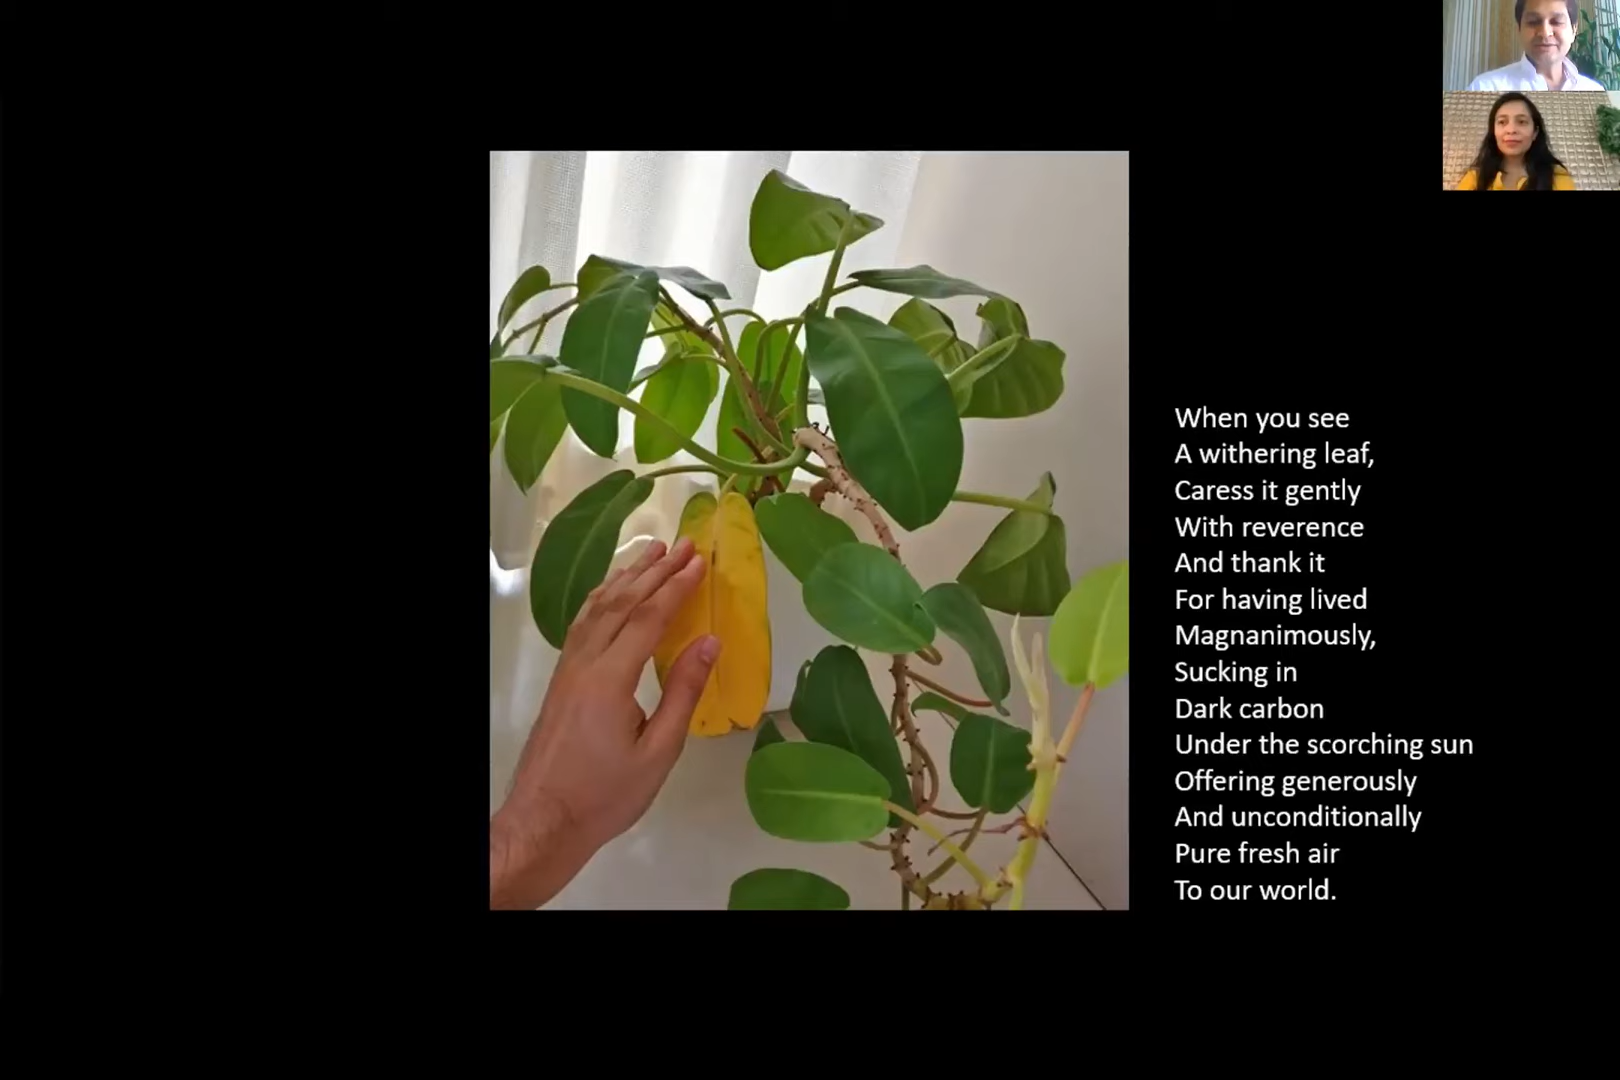 When you see
A withering leaf,
Caress it gently
With reverence
And thank it
For having lived
Magnanimously,
Sucking in
Dark carbon
Under the scorching sun
Offering generously
And unconditionally
Pure fresh air
To our world.